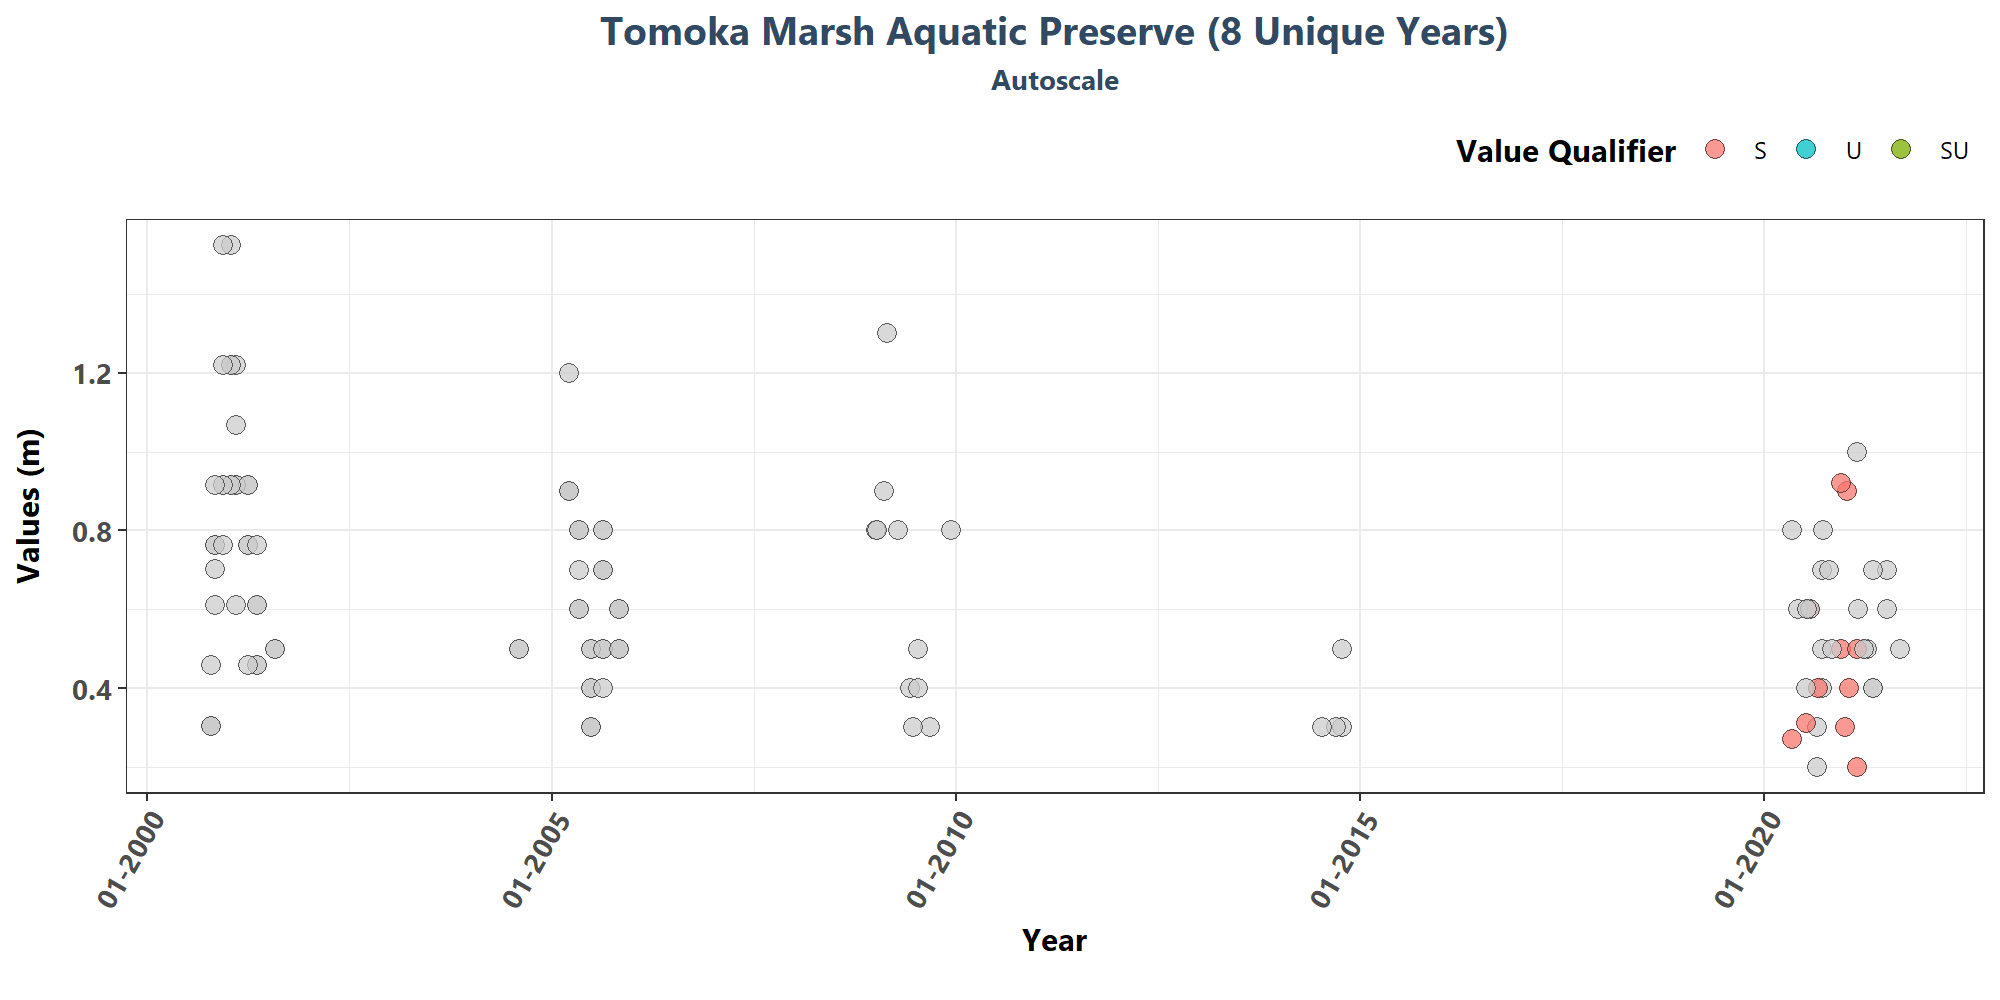 Tomoka Marsh Aquatic Preserve (8 Unique Years)
Autoscale
Value Qualifier S U SU
Values (m)
1.2
0.8
0.4
01-2000 01-2005 01-2010 01-2015 01-2020
Year